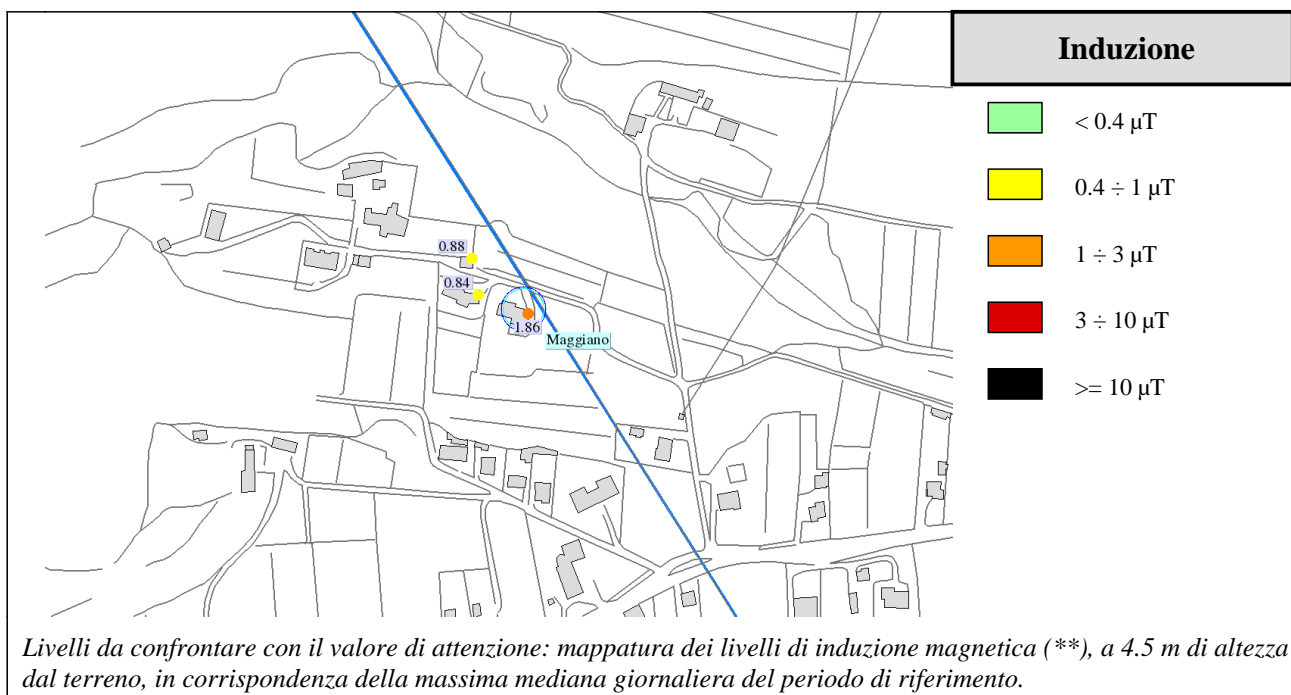 Induzione
< 0.4 µT
0.4 ÷ 1 µT
1 ÷ 3 µT
3 ÷ 10 µT
>= 10 µT
0.88
0.84
1.86
Maggiano
Livelli da confrontare con il valore di attenzione: mappatura dei livelli di induzione magnetica (**), a 4.5 m di altezza
dal terreno, in corrispondenza della massima mediana giornaliera del periodo di riferimento.